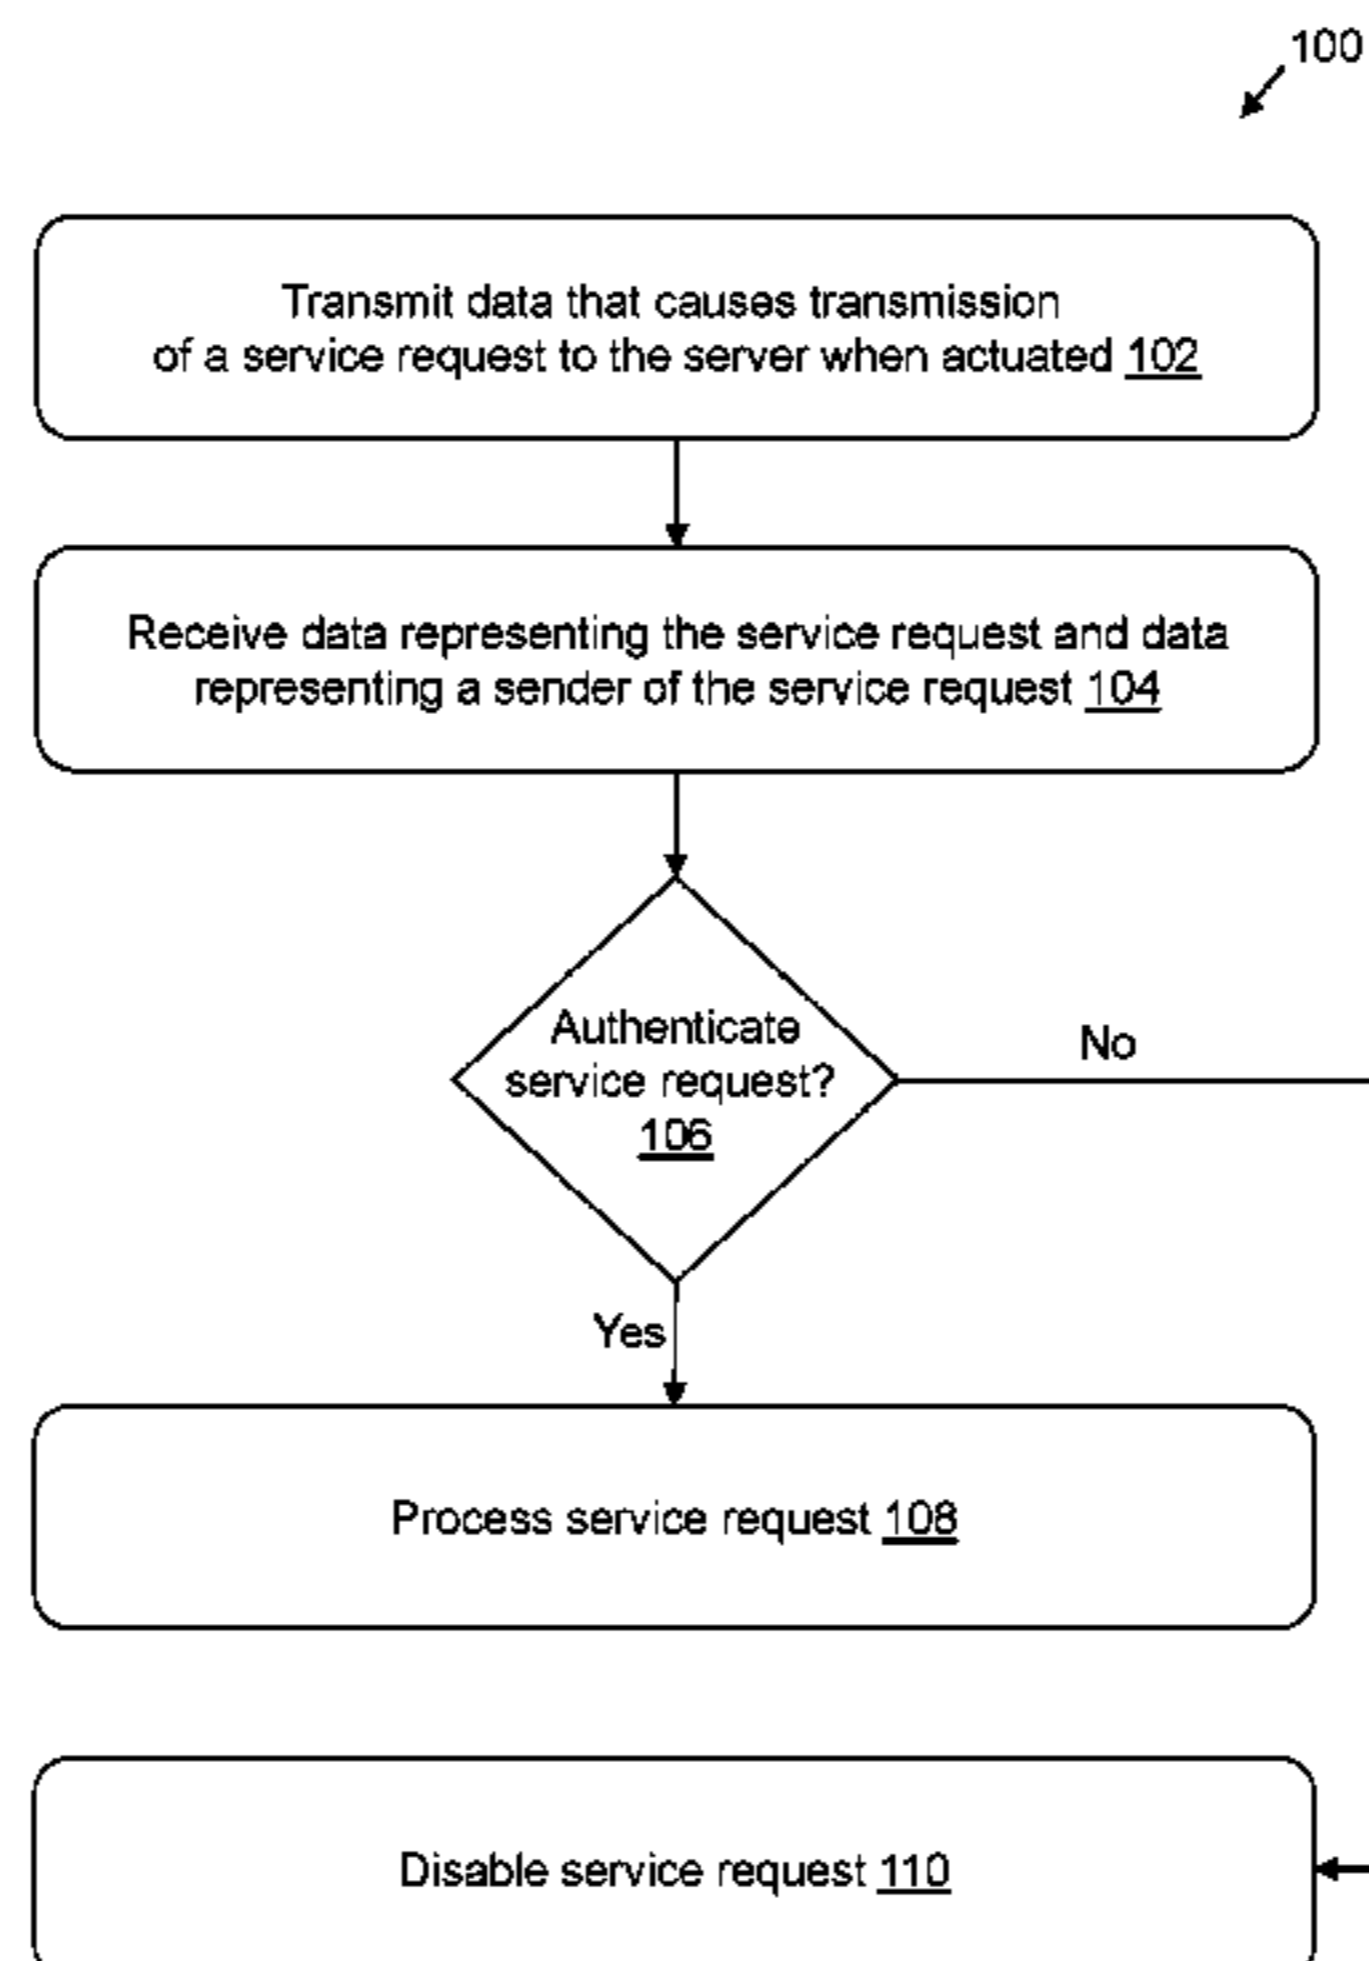 100
Transmit data that causes transmission
of a service request to the server when actuated 102
Receive data representing the service request and data
representing a sender of the service request 104
Authenticate
service request?
106
No
Yes
Process service request 108
Disable service request 110